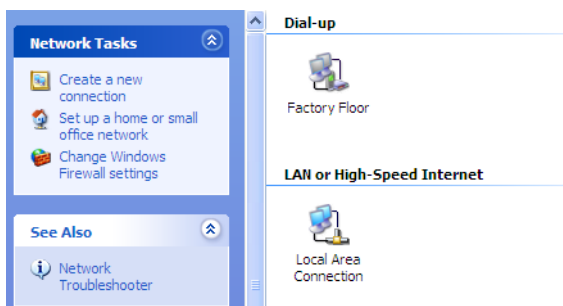 Network Tasks
Create a new
connection
Set up a home or small
office network
Change Windows
Firewall settings
See Also
Network
Troubleshooter
Dial-up
Factory Floor
LAN or High-Speed Internet
Local Area
Connection